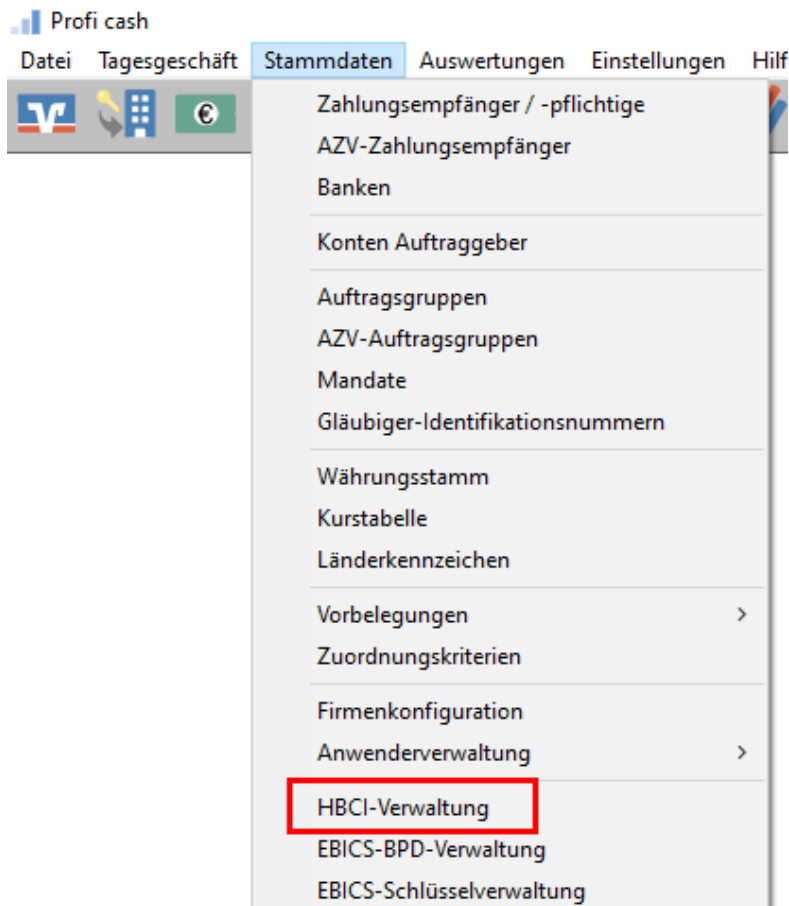 Profi cash
Datei Tagesgeschäft Stammdaten Auswertungen Einstellungen Hilf
Zahlungsempfänger / -pflichtige
AZV-Zahlungsempfänger
Banken
Konten Auftraggeber
Auftragsgruppen
AZV-Auftragsgruppen
Mandate
Gläubiger-Identifikationsnummern
Währungsstamm
Kurstabelle
Länderkennzeichen
Vorbelegungen
Zuordnungskriterien
Firmenkonfiguration
Anwenderverwaltung
HBCI-Verwaltung
EBICS-BPD-Verwaltung
EBICS-Schlüsselverwaltung